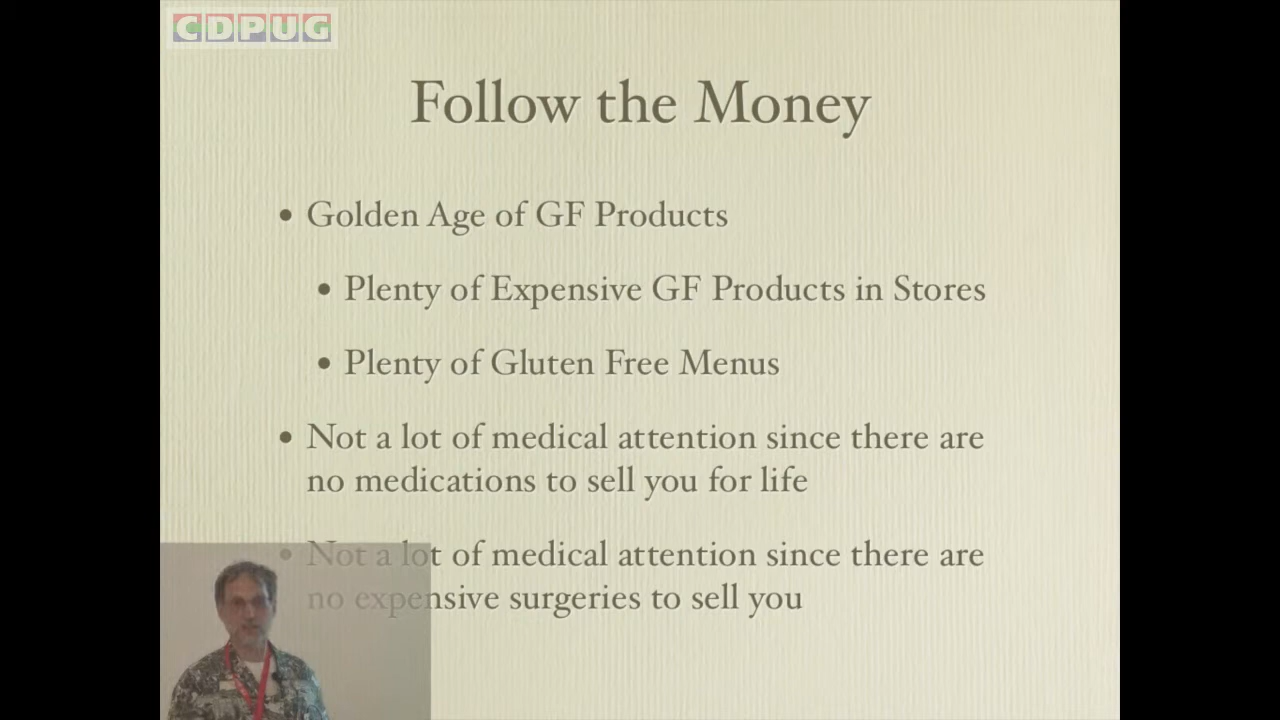 CDPUG
Follow the Money
• Golden Age of GF Products
• Plenty of Expensive GF Products in Stores
• Plenty of Gluten Free Menus
• Not a lot of medical attention since there are
no medications to sell you for life
• Not a lot of medical attention since there are
no expensive surgeries to sell you